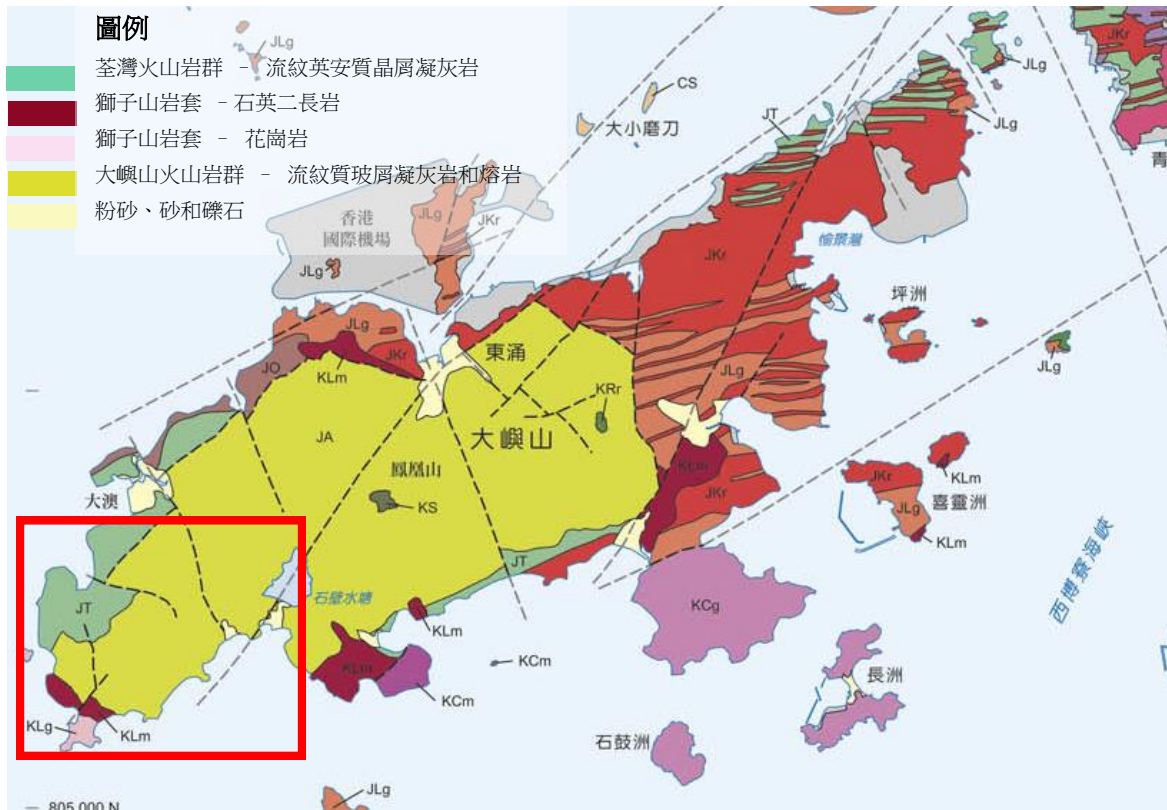 圖例
荃灣火山岩群 - 流紋英安質晶屑凝灰岩
獅子山岩套 - 石英二長岩
獅子山岩套 - 花崗岩
大嶼山火山岩群 - 流紋質玻屑凝灰岩和熔岩
粉砂、砂和礫石
JLg
CS
大小磨刀
JT
JKr
JLg
JLg
青
香港
國際機場
JLg
JKr
JLg
JKr
愉景灣
坪洲
JLg
JLg
JO
KLm
JKr
東涌
KRr
JLg
JA
大嶼山
鳳凰山
KS
大澳
KLm
JKr
JKr
KLm
喜靈洲
JLg
KLm
西博寮海峽
JT
JT
石壁水塘
KLm
KCg
KLm
KCm
KCm
長洲
KLg
KLm
石鼓洲
JLg
805 000 N